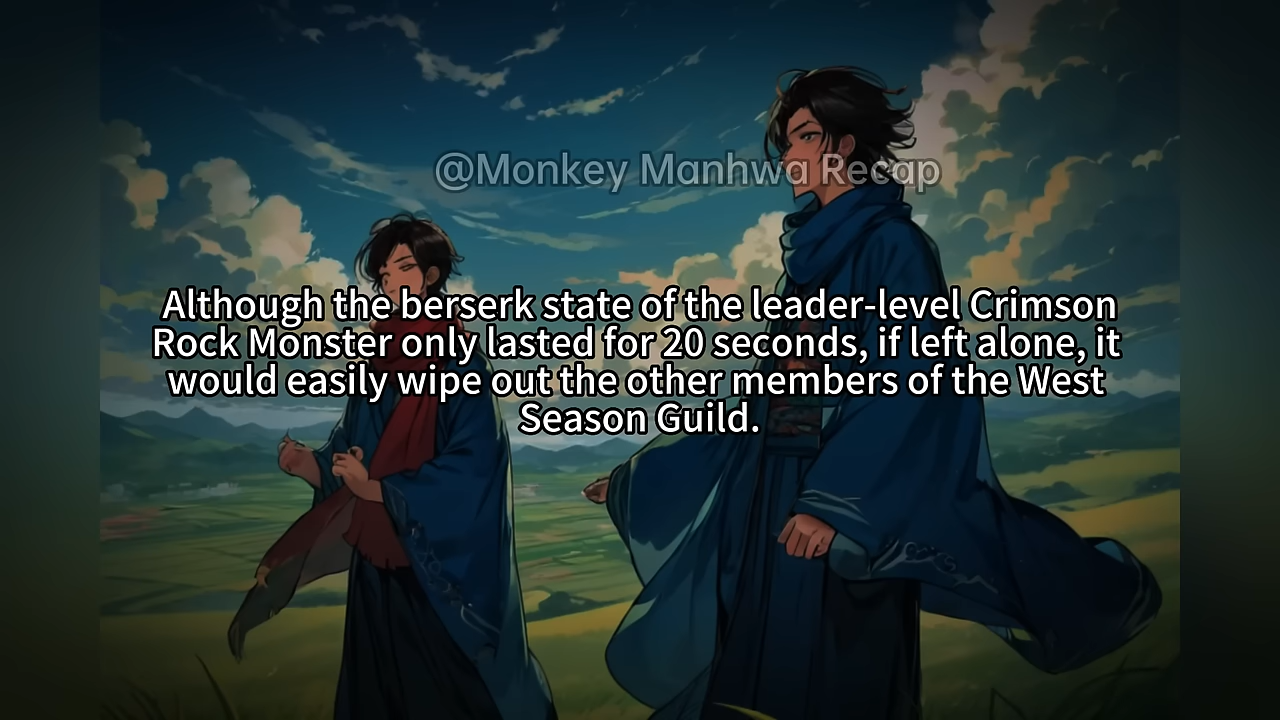 @Monkey Manhwa Recap
Although the berserk state of the leader-level Crimson
Rock Monster only lasted for 20 seconds, if left alone, it
would easily wipe out the other members of the West
Season Guild.